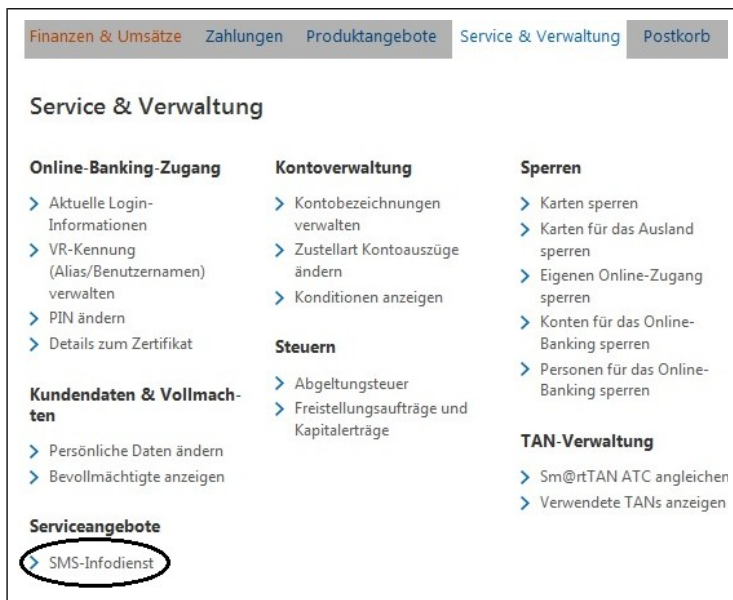 Finanzen & Umsätze Zahlungen Produktangebote Service & Verwaltung Postkorb
Service & Verwaltung
Online-Banking-Zugang
Aktuelle Login-
Informationen
VR-Kennung
(Alias/Benutzernamen)
verwalten
PIN ändern
Details zum Zertifikat
Kundendaten & Vollmach-
ten
Persönliche Daten ändern
Bevollmächtigte anzeigen
Serviceangebote
SMS-Infodienst
Kontoverwaltung
Kontobezeichnungen
verwalten
Zustellart Kontoauszüge
ändern
Konditionen anzeigen
Steuern
Abgeltungsteuer
Freistellungsaufträge und
Kapitalerträge
Sperren
Karten sperren
Karten für das Ausland
sperren
Eigenen Online-Zugang
sperren
Konten für das Online-
Banking sperren
Personen für das Online-
Banking sperren
TAN-Verwaltung
Sm@rtTAN ATC angleichen
Verwendete TANs anzeigen